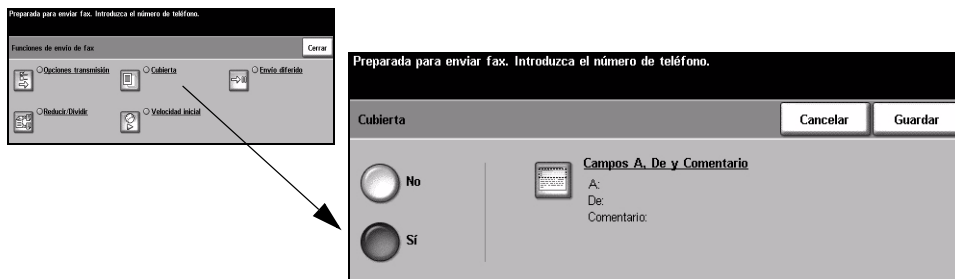 Preparada para enviar fax. Introduzca el número de teléfono.
Funciones de envío de fax
Cerrar
Opciones transmisión
Cubierta
Envío diferido
Reducir/Dividir
Velocidad inicial
Preparada para enviar fax. Introduzca el número de teléfono.
Cubierta
Cancelar
Guardar
No
Sí
Campos A, De y Comentario
A:
De:
Comentario: